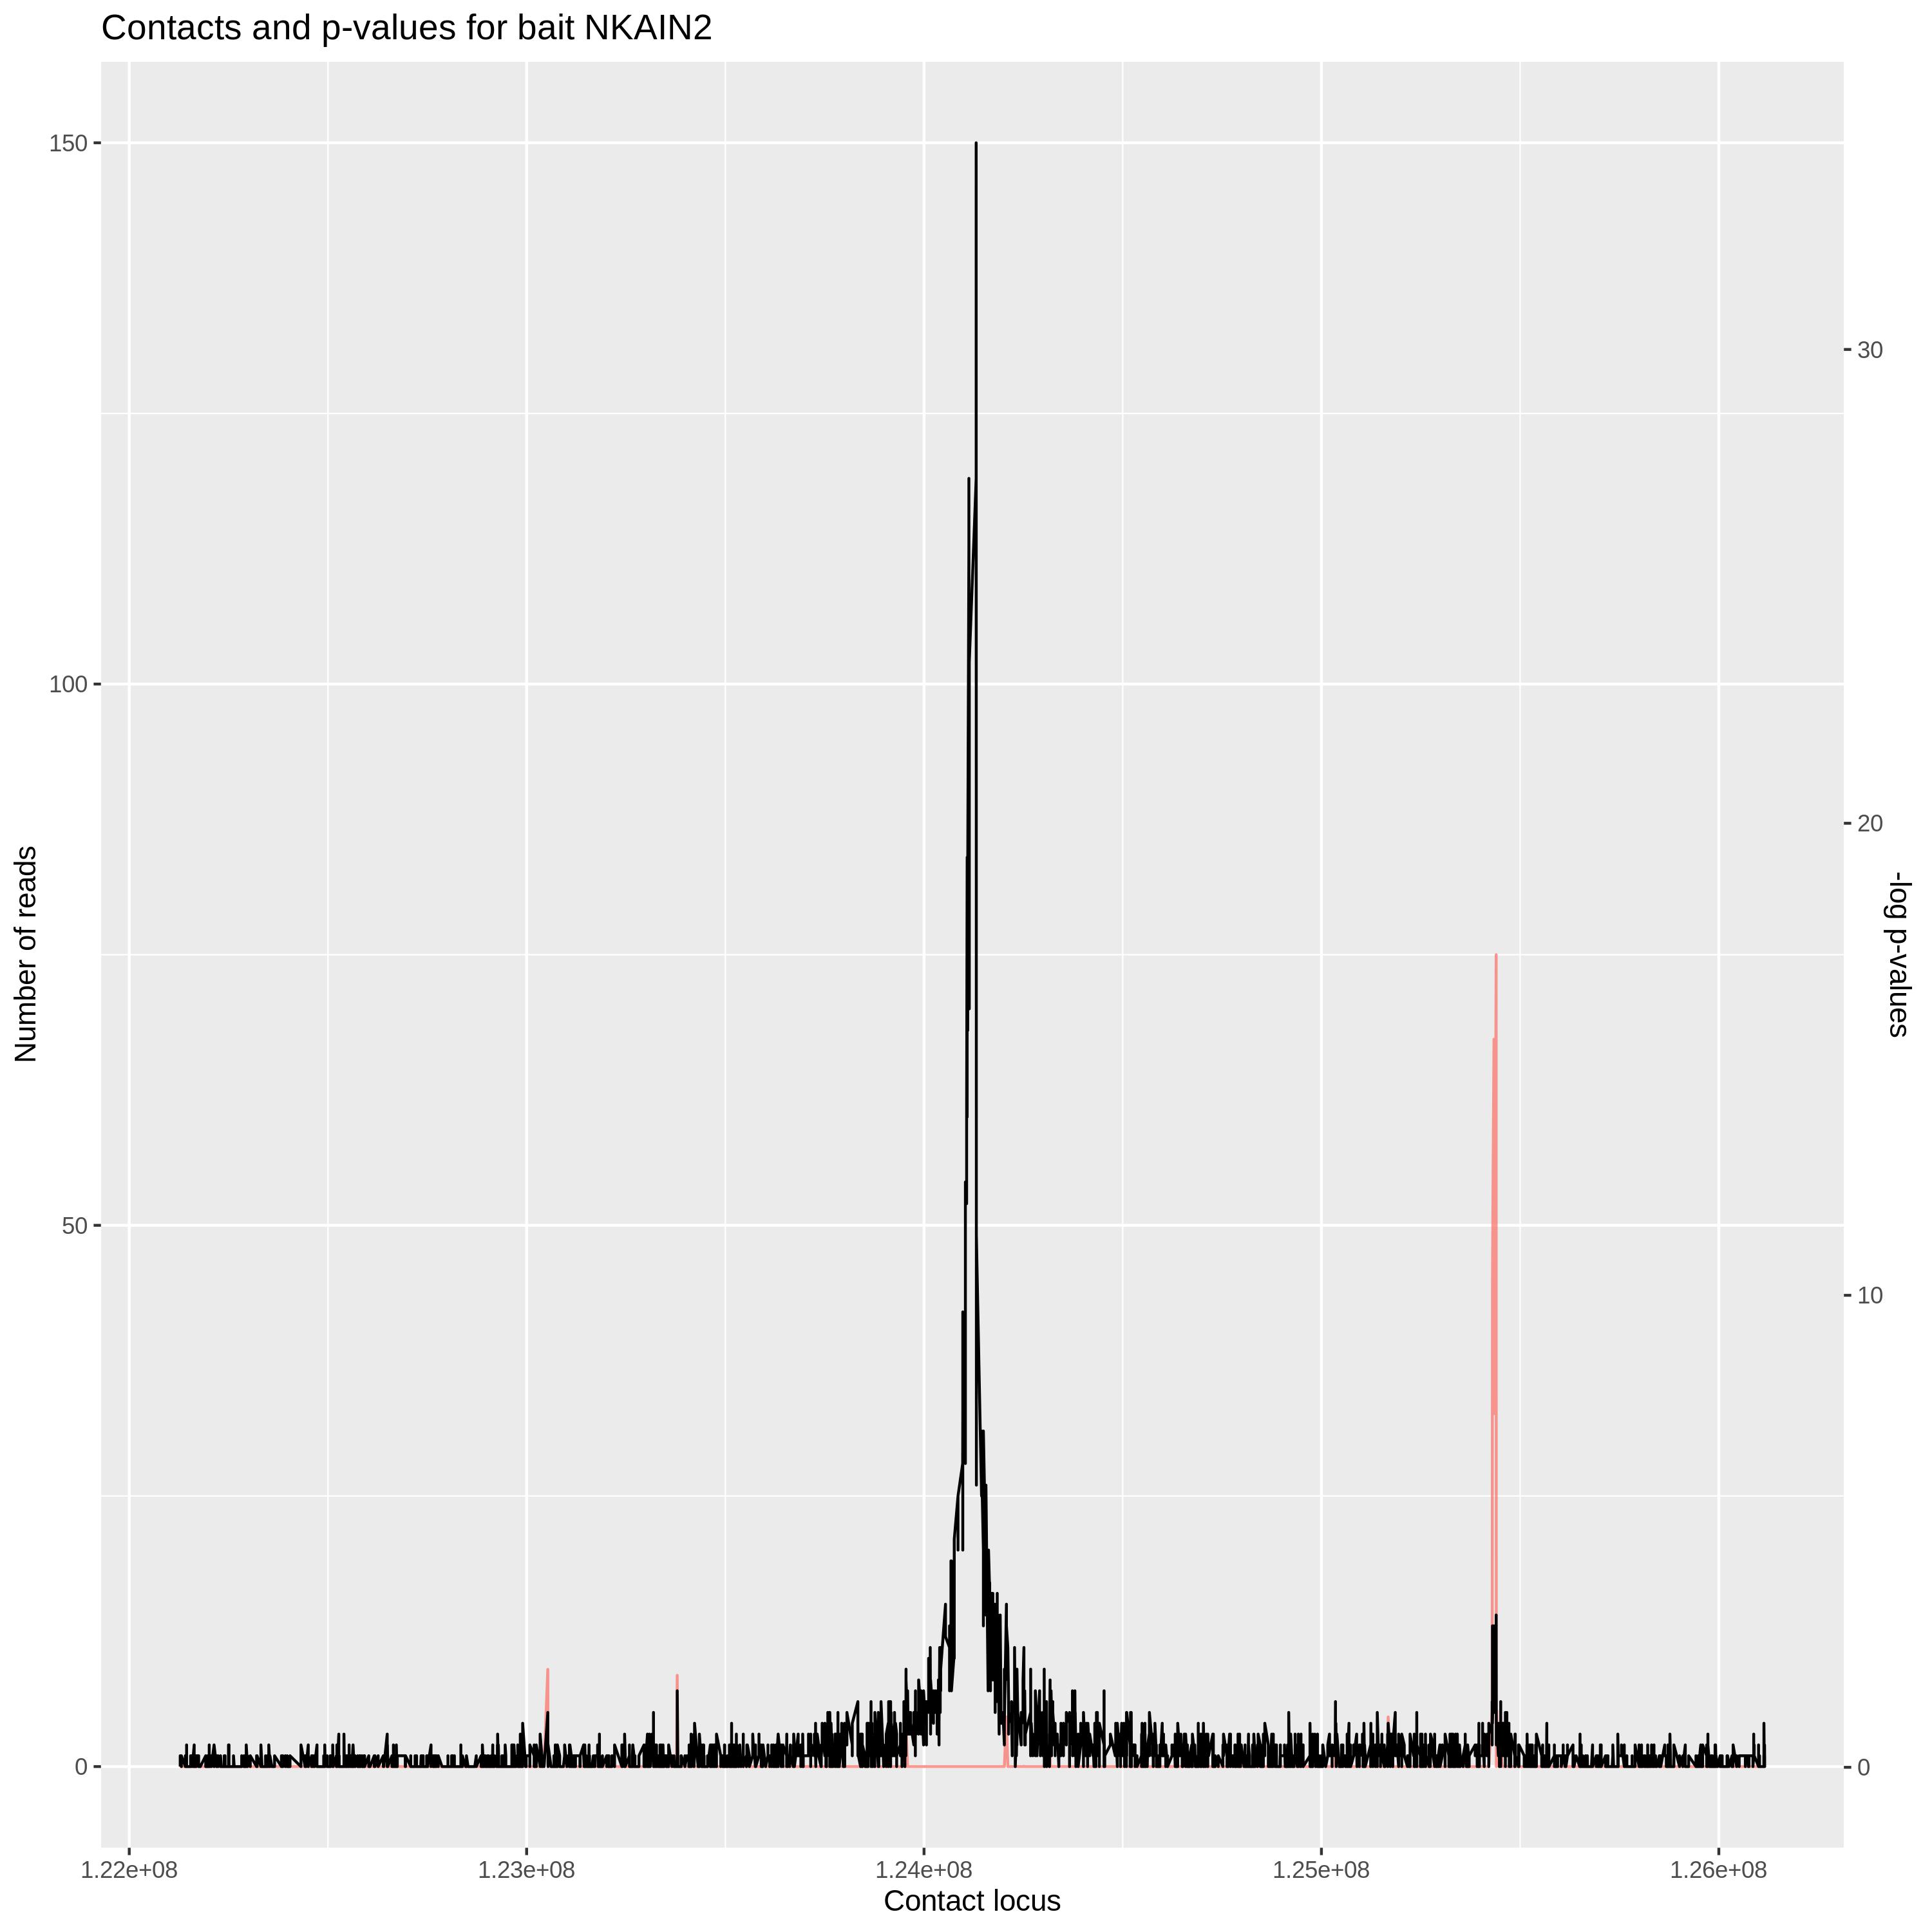 Contacts and p-values for bait NKAIN2
150
100
50
0
Number of reads
30
20
10
0
-log p-values
1.22e+08
1.23e+08
1.24e+08
1.25e+08
1.26e+08
Contact locus